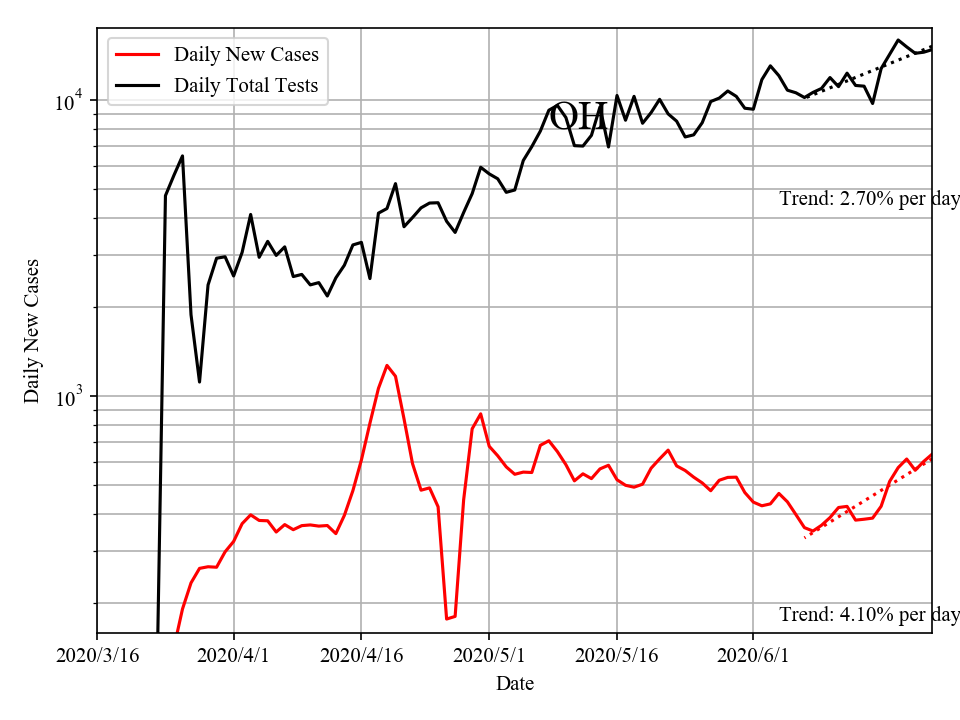 Daily New Cases
Daily Total Tests
OH
10^4
Trend: 2.70% per day
Daily New Cases
10^3
Trend: 4.10% per day
2020/3/16 2020/4/1 2020/4/16 2020/5/1 2020/5/16 2020/6/1
Date